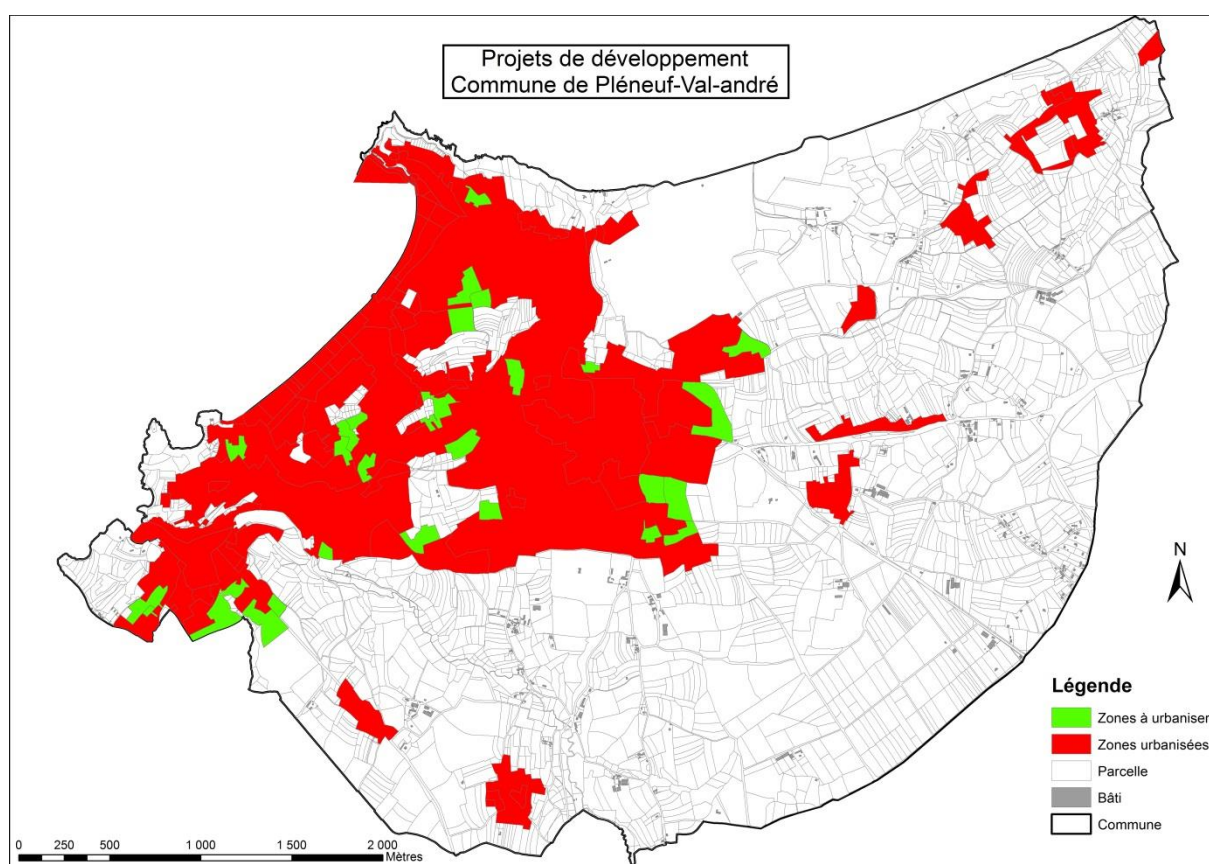 Projets de développement
Commune de Pléneuf-Val-andré
N
Légende
Zones à urbaniser
Zones urbanisées
Parcelle
Bâti
Commune
0 250 500 1 000 1 500 2 000
Mètres